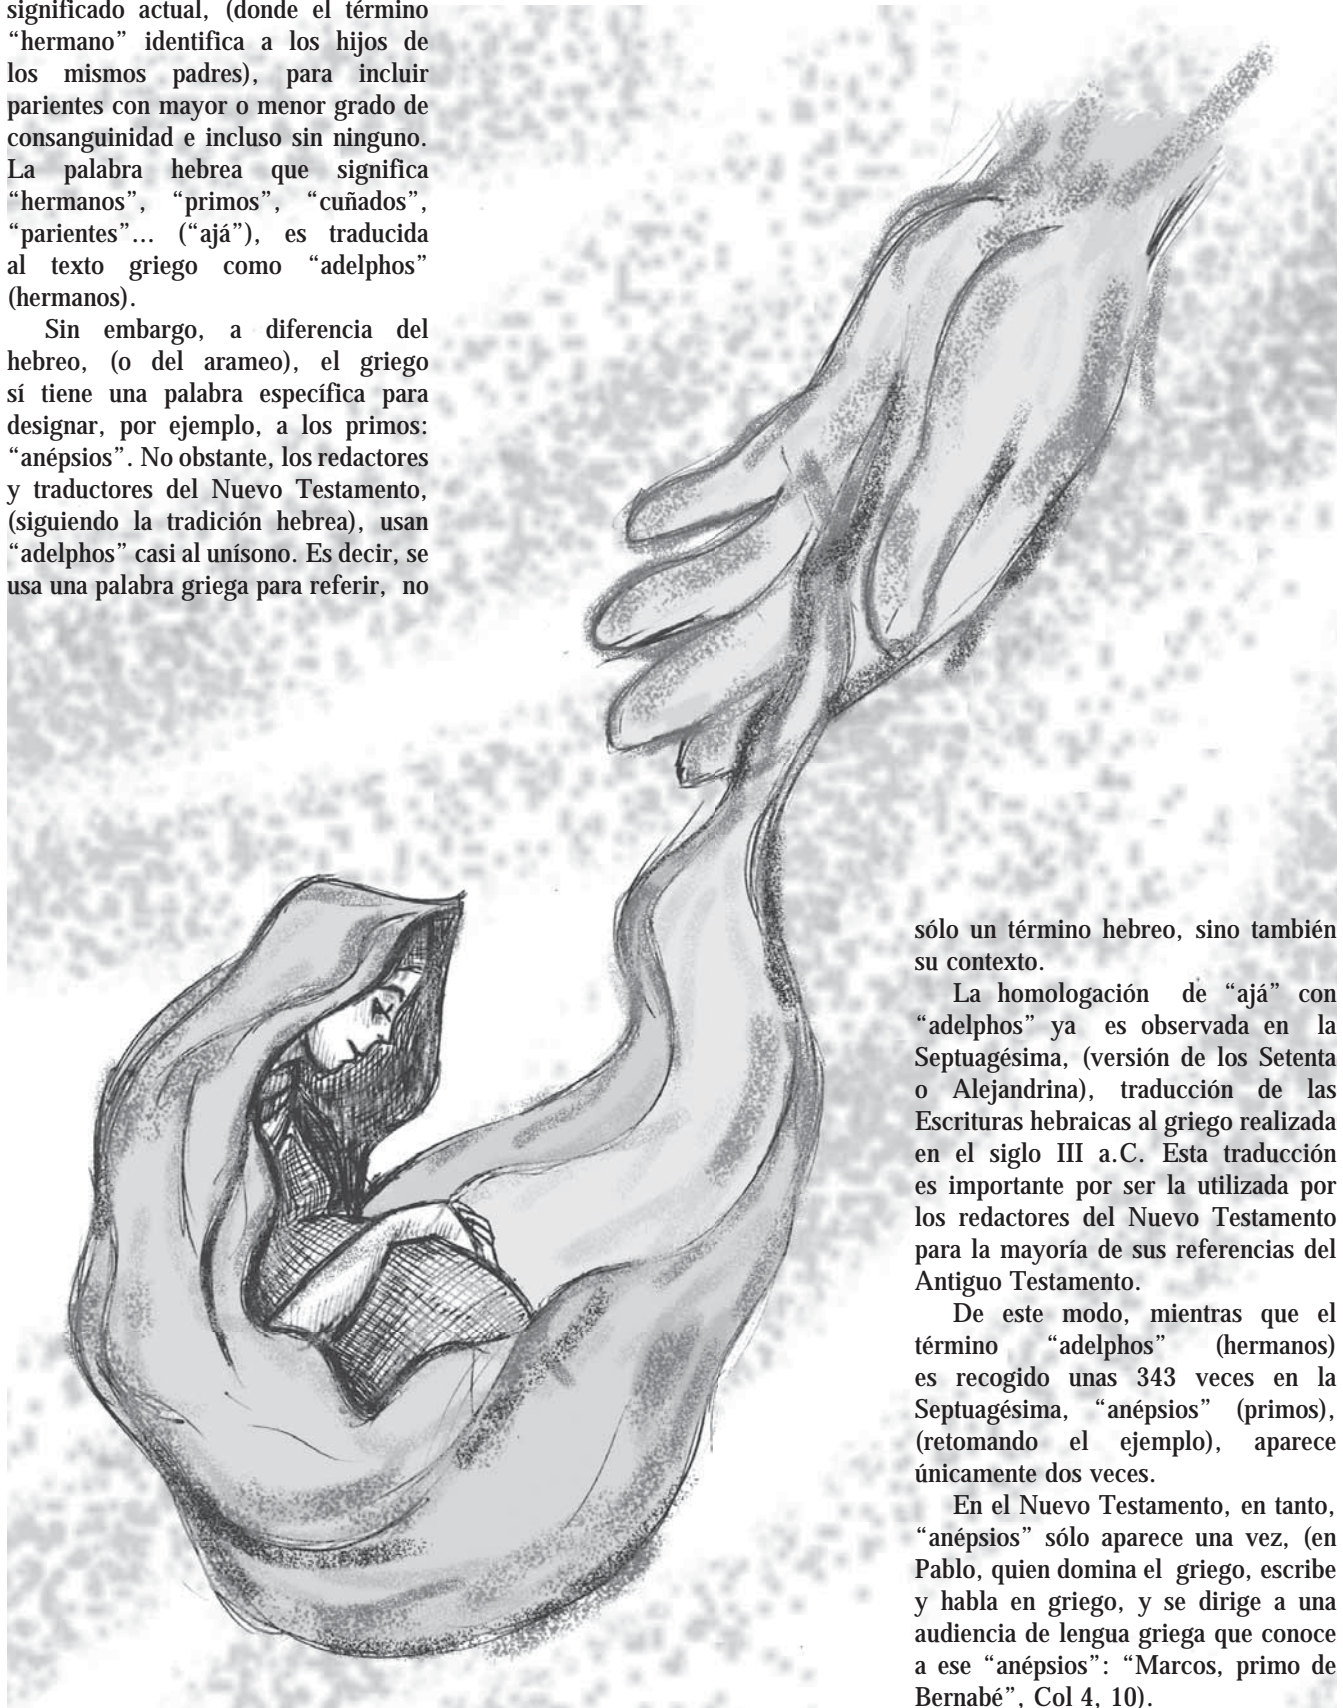 significado actual, (donde el término
“hermano” identifica a los hijos de
los mismos padres), para incluir
parientes con mayor o menor grado de
consanguinidad e incluso sin ninguno.
La palabra hebrea que significa
“hermanos”, “primos”, “cuñados”,
“parientes”... (“ajá”), es traducida
al texto griego como “adelphos”
(hermanos).
Sin embargo, a diferencia del
hebreo, (o del arameo), el griego
sí tiene una palabra específica para
designar, por ejemplo, a los primos:
“anépsios”. No obstante, los redactores
y traductores del Nuevo Testamento,
(siguiendo la tradición hebrea), usan
“adelphos” casi al unísono. Es decir, se
usa una palabra griega para referir, no
sólo un término hebreo, sino también
su contexto.
La homologación de “ajá” con
“adelphos” ya es observada en la
Septuagésima, (versión de los Setenta
o Alejandrina), traducción de las
Escrituras hebraicas al griego realizada
en el siglo III a.C. Esta traducción
es importante por ser la utilizada por
los redactores del Nuevo Testamento
para la mayoría de sus referencias del
Antiguo Testamento.
De este modo, mientras que el
término “adelphos” (hermanos)
es recogido unas 343 veces en la
Septuagésima, “anépsios” (primos),
(retomando el ejemplo), aparece
únicamente dos veces.
En el Nuevo Testamento, en tanto,
“anépsios” sólo aparece una vez, (en
Pablo, quien domina el griego, escribe
y habla en griego, y se dirige a una
audiencia de lengua griega que conoce
a ese “anépsios”: “Marcos, primo de
Bernabé”, Col 4, 10).